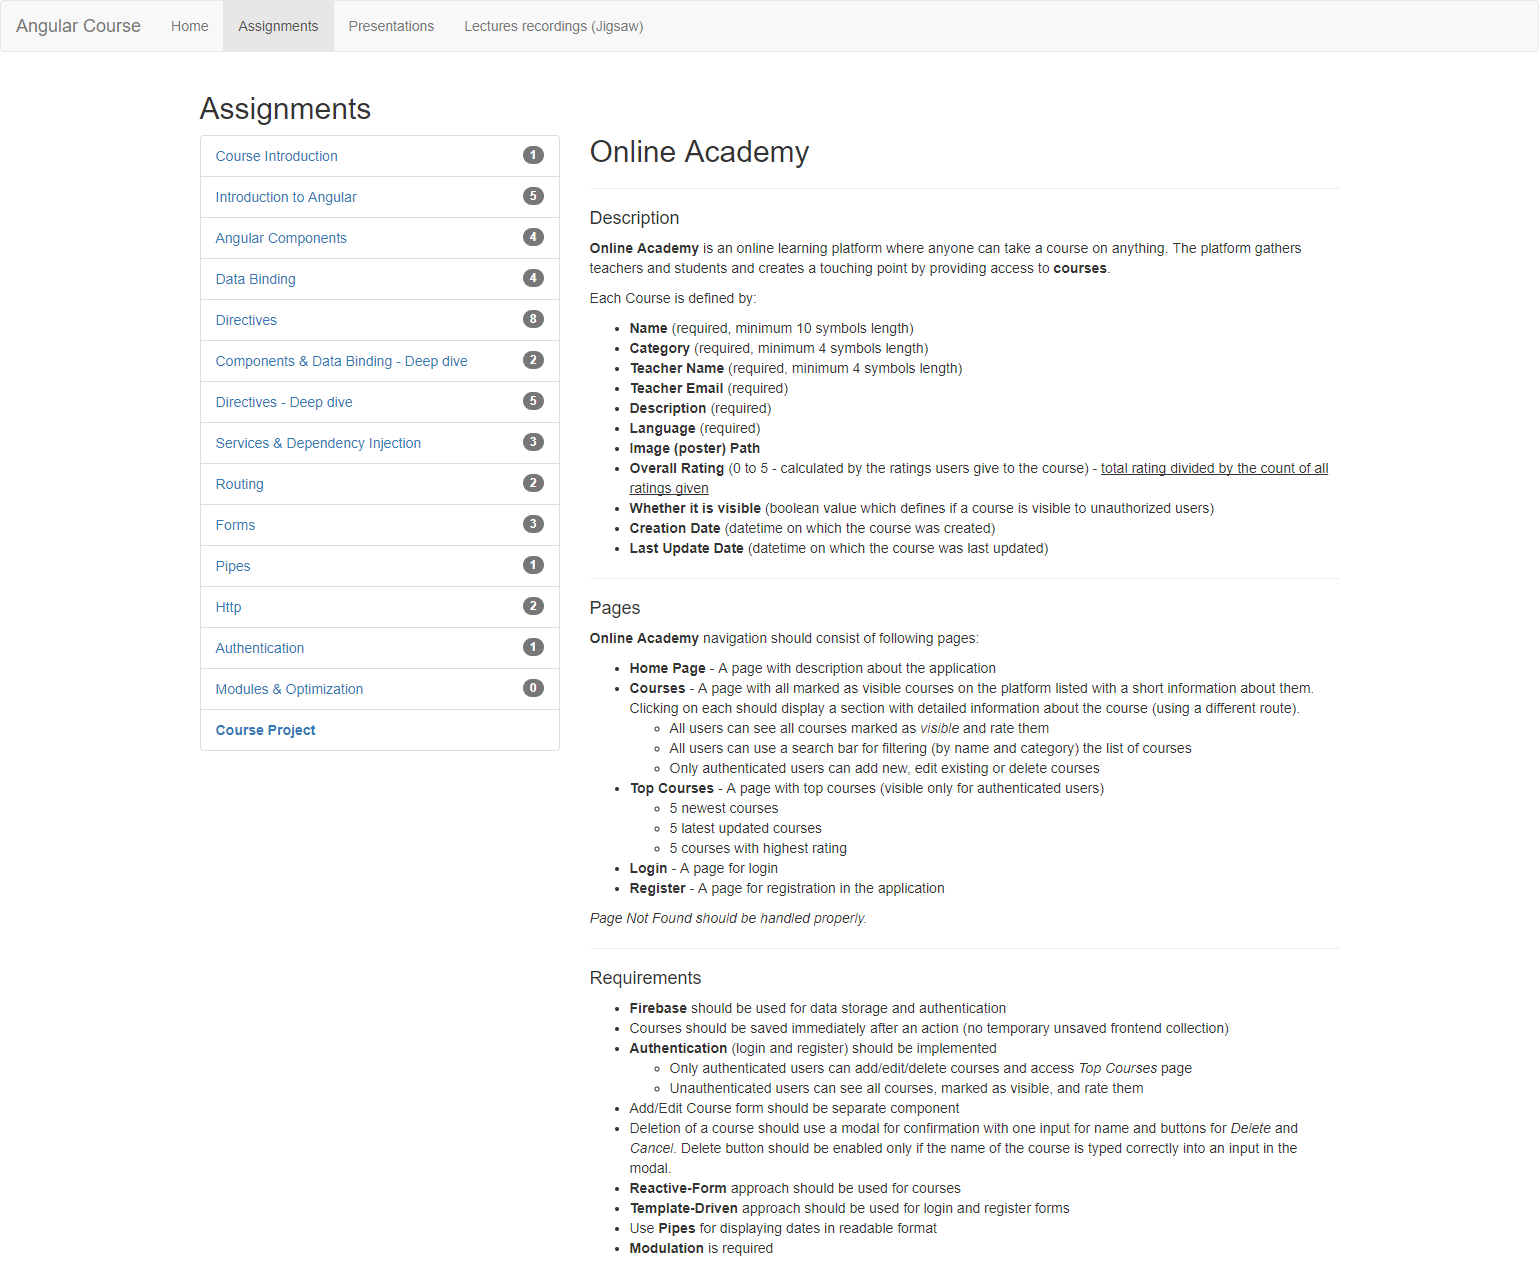 Angular Course Home Assignments Presentations Lectures recordings (Jigsaw)
Assignments
Course Introduction 1
Introduction to Angular 5
Angular Components 4
Data Binding 4
Directives 8
Components & Data Binding - Deep dive 2
Directives - Deep dive 5
Services & Dependency Injection 3
Routing 2
Forms 3
Pipes 1
Http 2
Authentication 1
Modules & Optimization 0
Course Project
Online Academy
Description
Online Academy is an online learning platform where anyone can take a course on anything. The platform gathers
teachers and students and creates a touching point by providing access to courses.
Each Course is defined by:
• Name (required, minimum 10 symbols length)
• Category (required, minimum 4 symbols length)
• Teacher Name (required, minimum 4 symbols length)
• Teacher Email (required)
• Description (required)
• Language (required)
• Image (poster) Path
• Overall Rating (0 to 5 - calculated by the ratings users give to the course) - total rating divided by the count of all
ratings given
• Whether it is visible (boolean value which defines if a course is visible to unauthorized users)
• Creation Date (datetime on which the course was created)
• Last Update Date (datetime on which the course was last updated)
Pages
Online Academy navigation should consist of following pages:
• Home Page - A page with description about the application
• Courses - A page with all marked as visible courses on the platform listed with a short information about them.
Clicking on each should display a section with detailed information about the course (using a different route).
◦ All users can see all courses marked as visible and rate them
◦ All users can use a search bar for filtering (by name and category) the list of courses
◦ Only authenticated users can add new, edit existing or delete courses
• Top Courses - A page with top courses (visible only for authenticated users)
◦ 5 newest courses
◦ 5 latest updated courses
◦ 5 courses with highest rating
• Login - A page for login
• Register - A page for registration in the application
Page Not Found should be handled properly.
Requirements
• Firebase should be used for data storage and authentication
• Courses should be saved immediately after an action (no temporary unsaved frontend collection)
• Authentication (login and register) should be implemented
◦ Only authenticated users can add/edit/delete courses and access Top Courses page
◦ Unauthenticated users can see all courses, marked as visible, and rate them
• Add/Edit Course form should be separate component
• Deletion of a course should use a modal for confirmation with one input for name and buttons for Delete and
Cancel. Delete button should be enabled only if the name of the course is typed correctly into an input in the
modal.
• Reactive-Form approach should be used for courses
• Template-Driven approach should be used for login and register forms
• Use Pipes for displaying dates in readable format
• Modulation is required